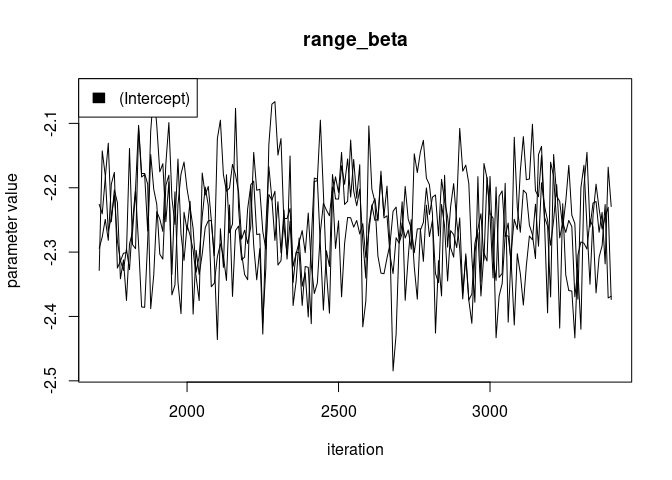 range_beta
(Intercept)
parameter value
-2.1
-2.2
-2.3
-2.4
-2.5
2000 2500 3000
iteration